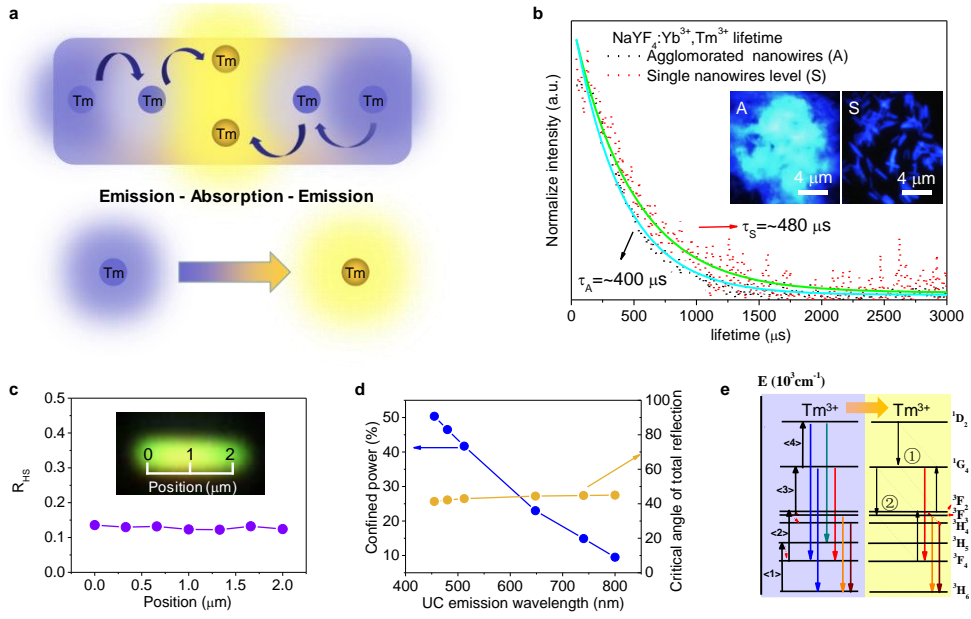 a
Tm
Tm
Tm
Tm
Tm
Tm
Emission - Absorption - Emission
Tm
Tm
b
NaYF4:Yb3+,Tm3+ lifetime
Agglomorated nanowires (A)
Single nanowires level (S)
A
4 μm
S
4 μm
τS=~480 μS
τA=~400 μS
Normalize intensity (a.u.)
500 1000 1500 2000 2500 3000
lifetime (μs)
c
0.5
0.4
0.3
0.2
0.1
0.0
RHS
0 1 2
Position (μm)
0.0 0.5 1.0 1.5 2.0
Position (μm)
d
50
40
30
20
10
Confined power (%)
100
80
60
40
20
0
Critical angle of total reflection
400 500 600 700 800 900
UC emission wavelength (nm)
e
E (10³cm⁻¹)
Tm3+ Tm3+
<4>
<3>
<2>
<1>
①
②
1D2
1G4
3F2
3F3
3H4
3H5
3F4
3H6